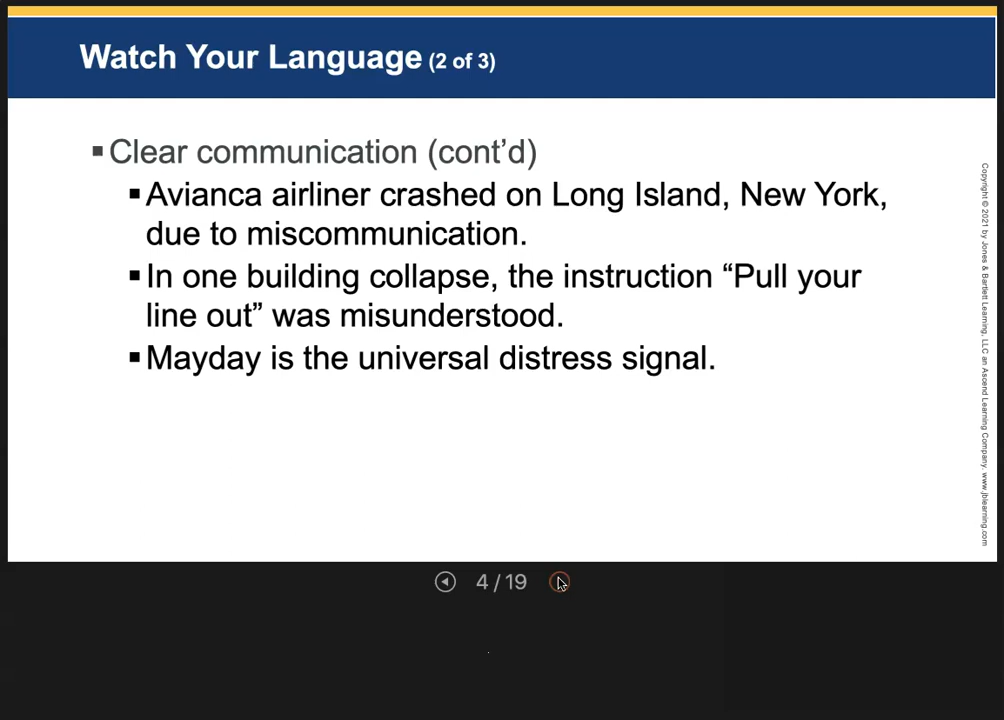 Watch Your Language (2 of 3)
▪ Clear communication (cont’d)
▪ Avianca airliner crashed on Long Island, New York,
due to miscommunication.
▪ In one building collapse, the instruction “Pull your
line out” was misunderstood.
▪ Mayday is the universal distress signal.
Copyright © 2021 by Jones & Bartlett Learning, LLC an Ascend Learning Company. www.jblearning.com
4 / 19